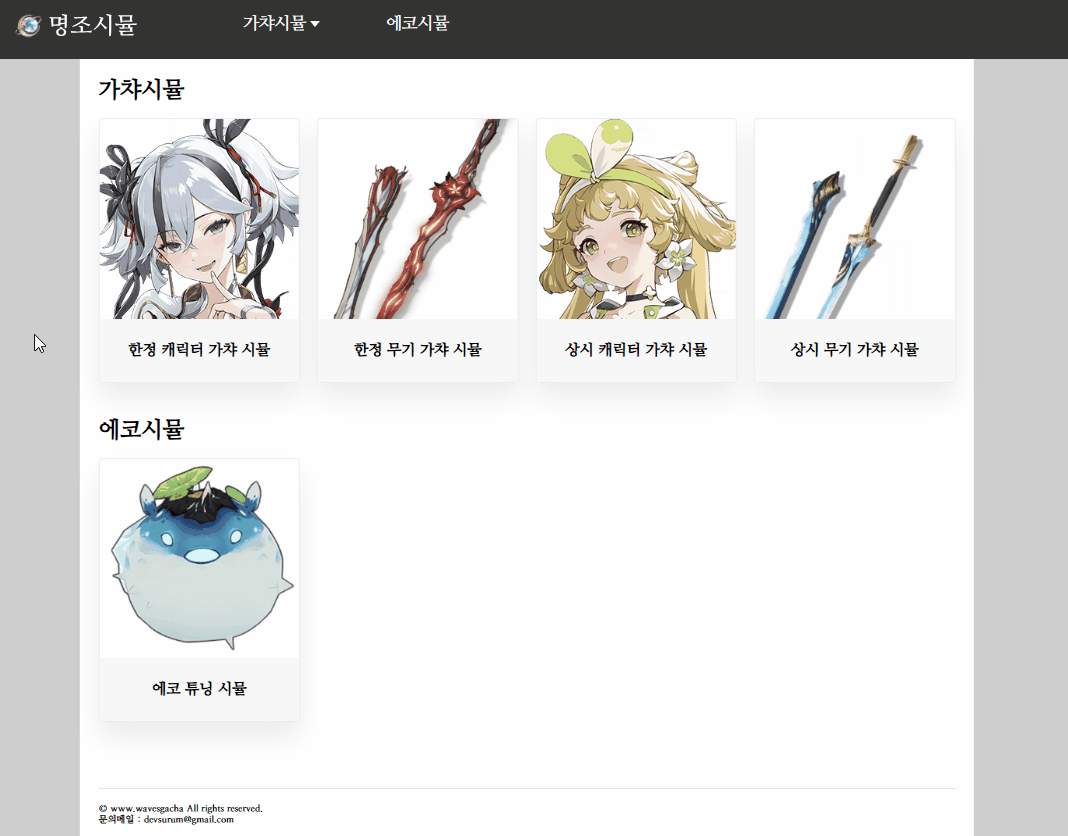 명조시뮬
가챠시뮬
에코시뮬
가챠시뮬
한정 캐릭터 가챠 시뮬
한정 무기 가챠 시뮬
상시 캐릭터 가챠 시뮬
상시 무기 가챠 시뮬
에코시뮬
에코 튜닝 시뮬
© www.wavesgacha All rights reserved.
문의메일 : devsurum@gmail.com